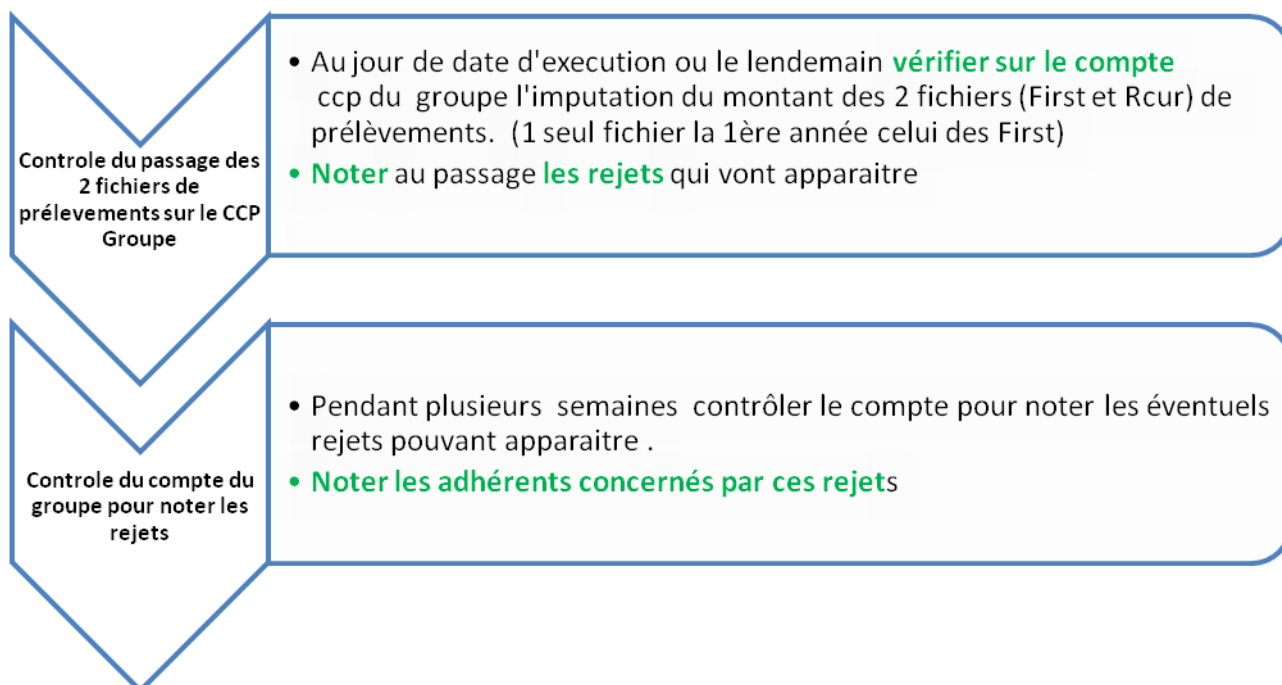 Controle du passage des
2 fichiers de
prélevements sur le CCP
Groupe
• Au jour de date d'execution ou le lendemain vérifier sur le compte
ccp du groupe l'imputation du montant des 2 fichiers (First et Rcur) de
prélèvements. (1 seul fichier la 1ère année celui des First)
• Noter au passage les rejets qui vont apparaitre
Controle du compte du
groupe pour noter les
rejets
• Pendant plusieurs semaines contrôler le compte pour noter les éventuels
rejets pouvant apparaitre .
• Noter les adhérents concernés par ces rejets